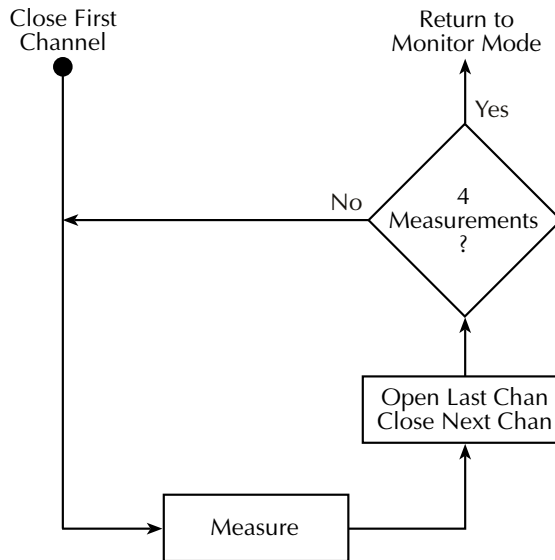 Close First
Channel
Return to
Monitor Mode
Yes
No
4
Measurements
?
Open Last Chan
Close Next Chan
Measure